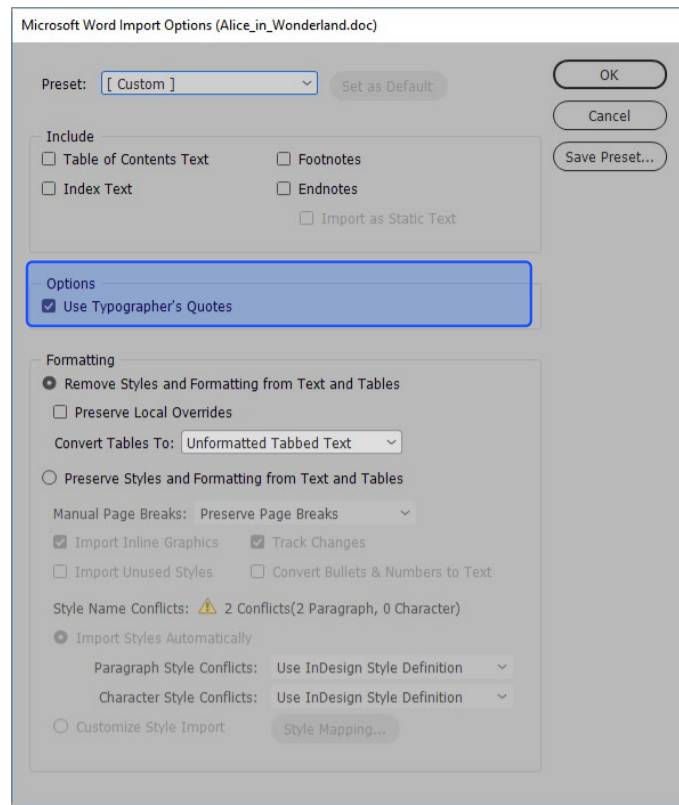 Microsoft Word Import Options (Alice_in_Wonderland.doc)
Preset: [ Custom ] Set as Default
OK
Cancel
Save Preset...
Include
Table of Contents Text Footnotes
Index Text Endnotes
Import as Static Text
Options
Use Typographer's Quotes
Formatting
Remove Styles and Formatting from Text and Tables
Preserve Local Overrides
Convert Tables To: Unformatted Tabbed Text
Preserve Styles and Formatting from Text and Tables
Manual Page Breaks: Preserve Page Breaks
Import Inline Graphics Track Changes
Import Unused Styles Convert Bullets & Numbers to Text
Style Name Conflicts: 2 Conflicts(2 Paragraph, 0 Character)
Import Styles Automatically
Paragraph Style Conflicts: Use InDesign Style Definition
Character Style Conflicts: Use InDesign Style Definition
Customize Style Import Style Mapping...